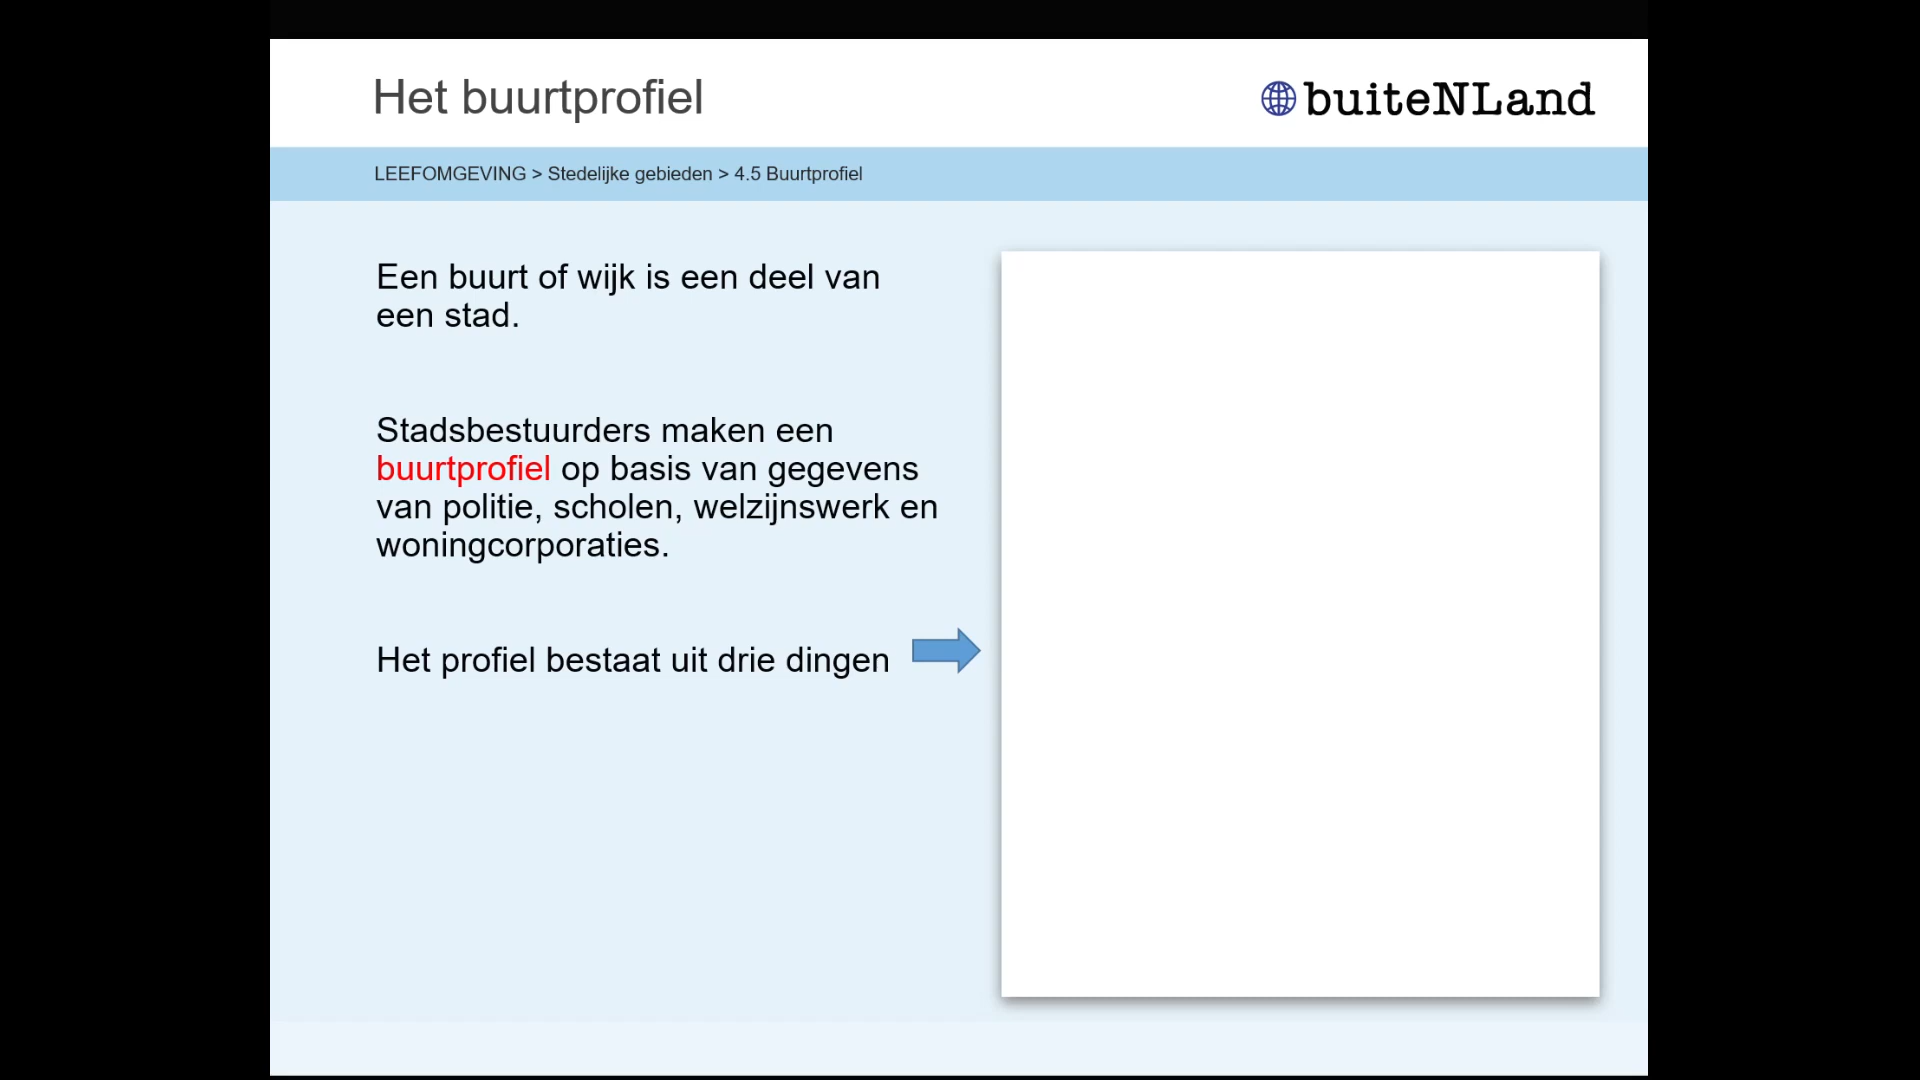 Het buurtprofiel
buiteNLand
LEEFOMGEVING > Stedelijke gebieden > 4.5 Buurtprofiel
Een buurt of wijk is een deel van
een stad.
Stadsbestuurders maken een
buurtprofiel op basis van gegevens
van politie, scholen, welzijnswerk en
woningcorporaties.
Het profiel bestaat uit drie dingen